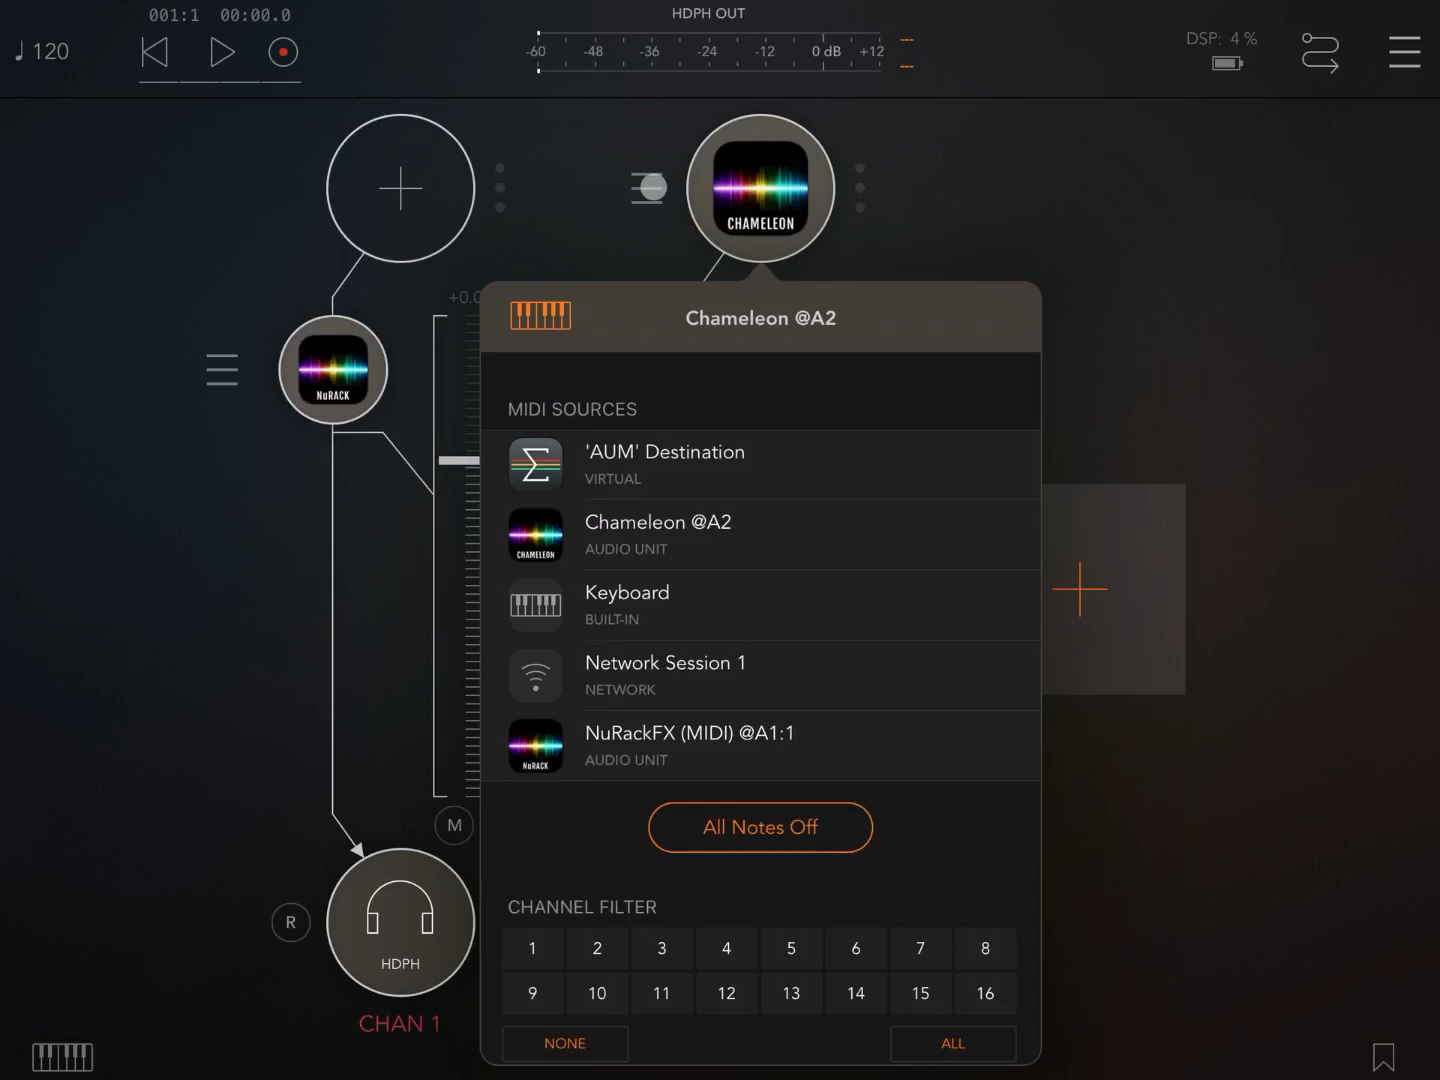 001:1 00:00.0
♩ 120
HDPH OUT
-60 -48 -36 -24 -12 0 dB +12
DSP: 4 %
CHAMELEON
NuRACK
+0.0
Chameleon @A2
MIDI SOURCES
'AUM' Destination
VIRTUAL
CHAMELEON
Chameleon @A2
AUDIO UNIT
Keyboard
BUILT-IN
Network Session 1
NETWORK
NuRACK
NuRackFX (MIDI) @A1:1
AUDIO UNIT
All Notes Off
M
CHANNEL FILTER
1 2 3 4 5 6 7 8
9 10 11 12 13 14 15 16
NONE ALL
R
HDPH
CHAN 1